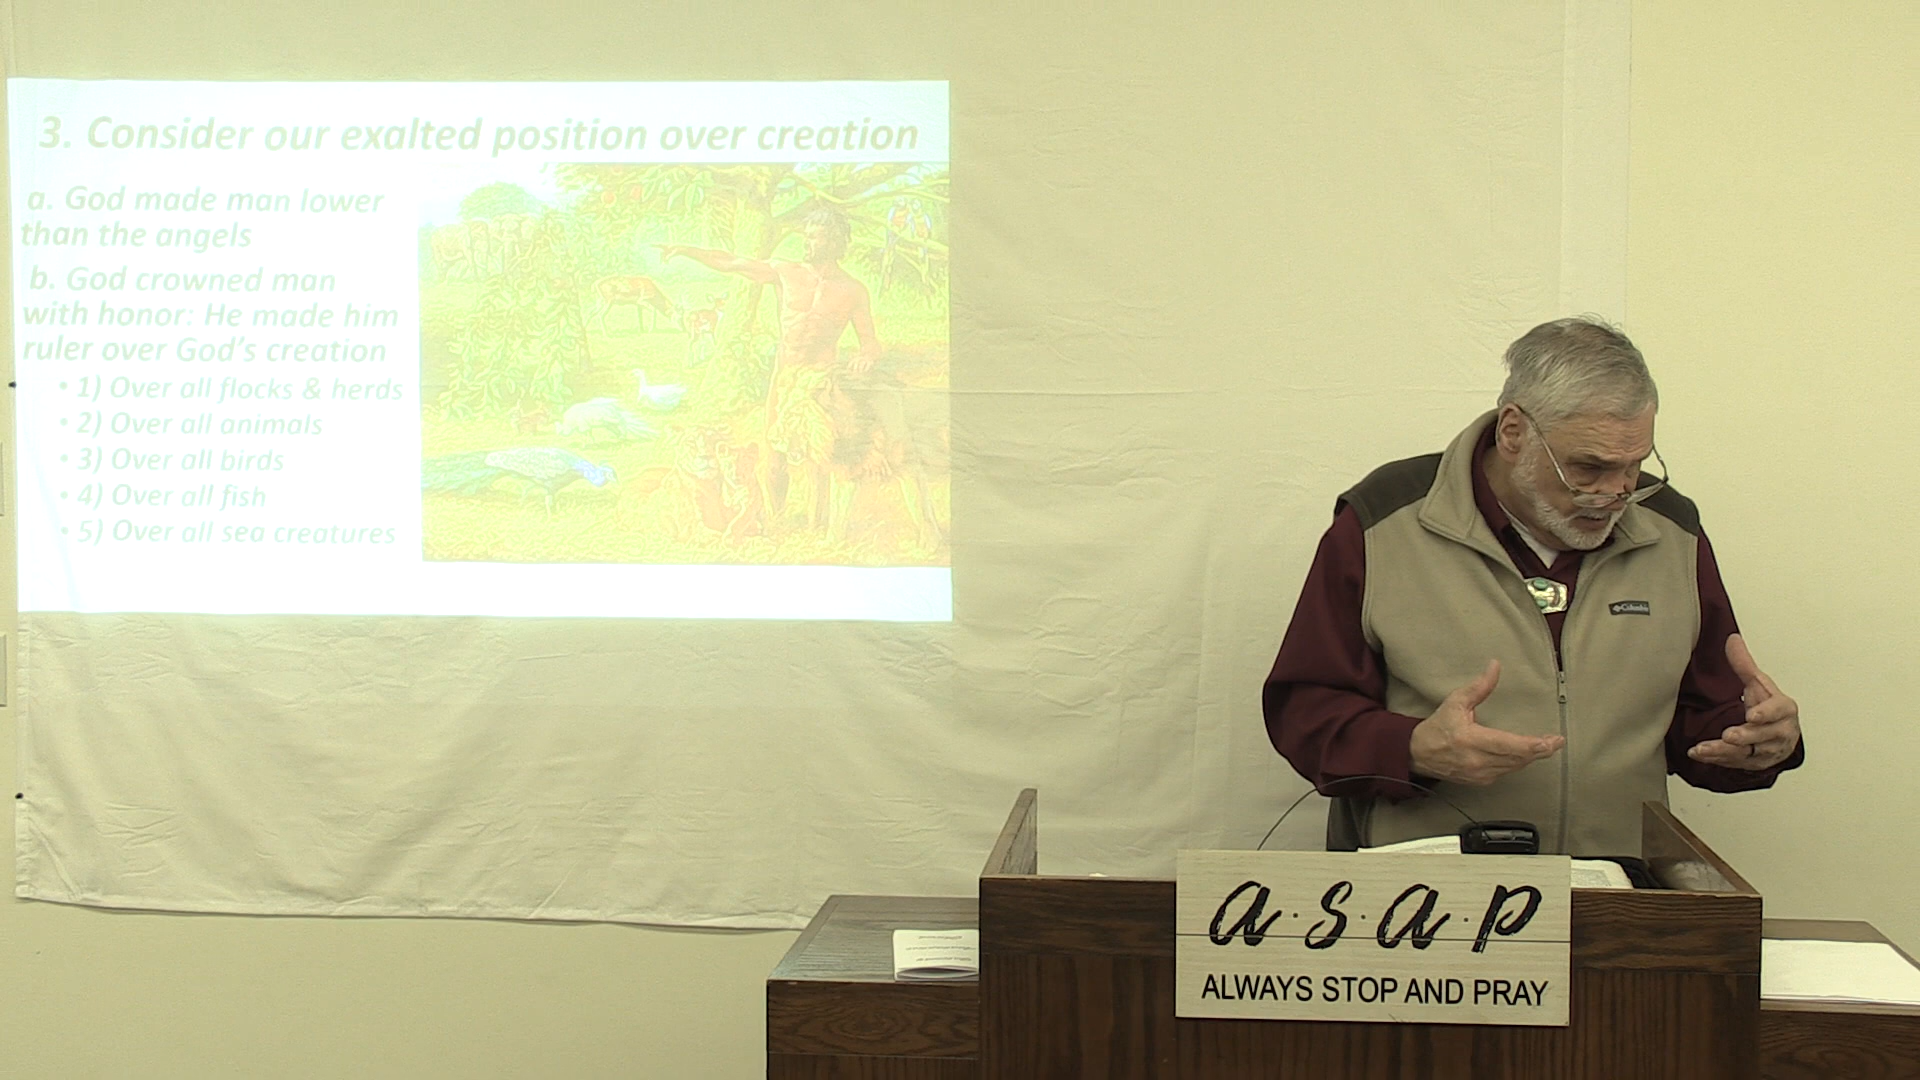 3. Consider our exalted position over creation
a. God made man lower
than the angels
b. God crowned man
with honor: He made him
ruler over God's creation
• 1) Over all flocks & herds
• 2) Over all animals
• 3) Over all birds
• 4) Over all fish
• 5) Over all sea creatures
Columbia
a·s·a·p
ALWAYS STOP AND PRAY